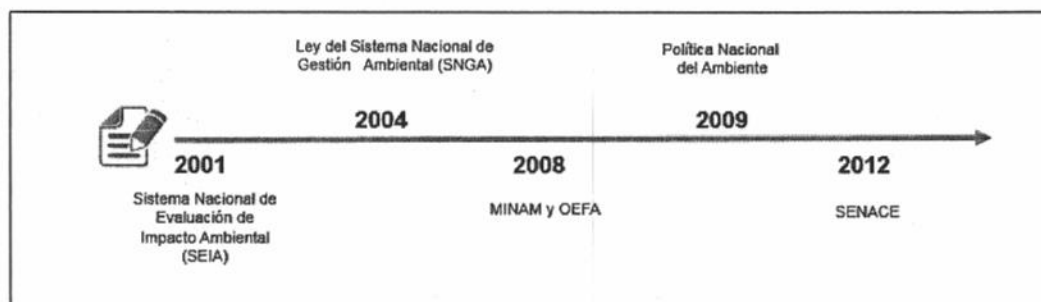 Ley del Sistema Nacional de
Gestión Ambiental (SNGA)
Política Nacional
del Ambiente
2004
2009
2001
2008
2012
Sistema Nacional de
Evaluación de
Impacto Ambiental
(SEIA)
MINAM y OEFA
SENACE